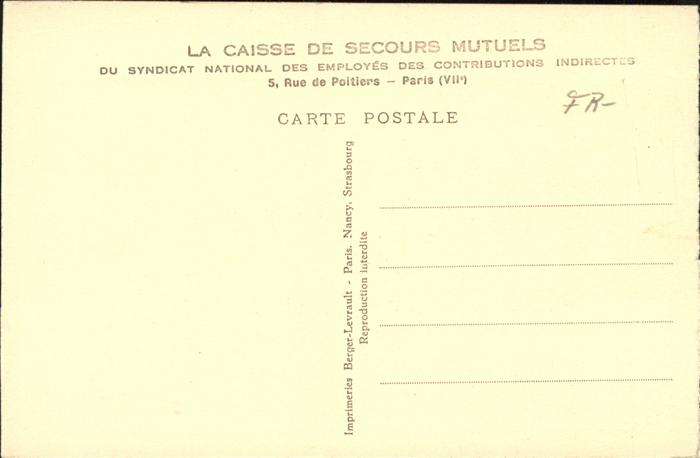 LA CAISSE DE SECOURS MUTUELS
DU SYNDICAT NATIONAL DES EMPLOYÉS DES CONTRIBUTIONS INDIRECTES
5, Rue de Poitiers — Paris (VIIᵉ)
FR-
CARTE POSTALE
Imprimeries Berger-Levrault - Paris, Nancy, Strasbourg
Reproduction interdite